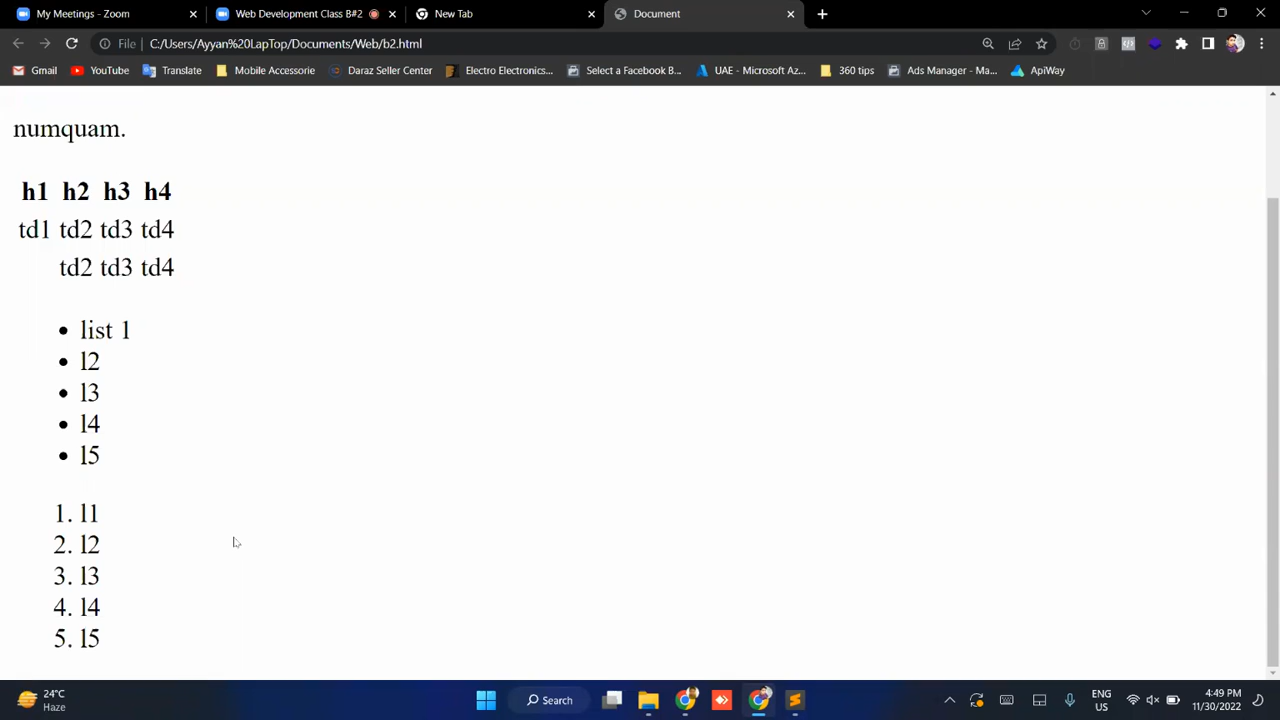 My Meetings - Zoom
Web Development Class B#2
New Tab
Document
File
C:/Users/Ayyan%20LapTop/Documents/Web/b2.html
Gmail
YouTube
Translate
Mobile Accessorie
Daraz Seller Center
Electro Electronics...
Select a Facebook B...
UAE - Microsoft Az...
360 tips
Ads Manager - Ma...
ApiWay
numquam.
h1 h2 h3 h4
td1 td2 td3 td4
td2 td3 td4
• list 1
• l2
• l3
• l4
• l5
1. l1
2. l2
3. l3
4. l4
5. l5
24°C
Haze
Search
ENG
US
4:49 PM
11/30/2022